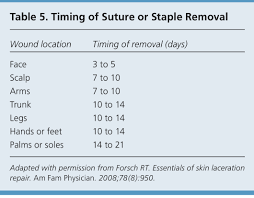 Table 5. Timing of Suture or Staple Removal
Wound location Timing of removal (days)
Face 3 to 5
Scalp 7 to 10
Arms 7 to 10
Trunk 10 to 14
Legs 10 to 14
Hands or feet 10 to 14
Palms or soles 14 to 21
Adapted with permission from Forsch RT. Essentials of skin laceration
repair. Am Fam Physician. 2008;78(8):950.